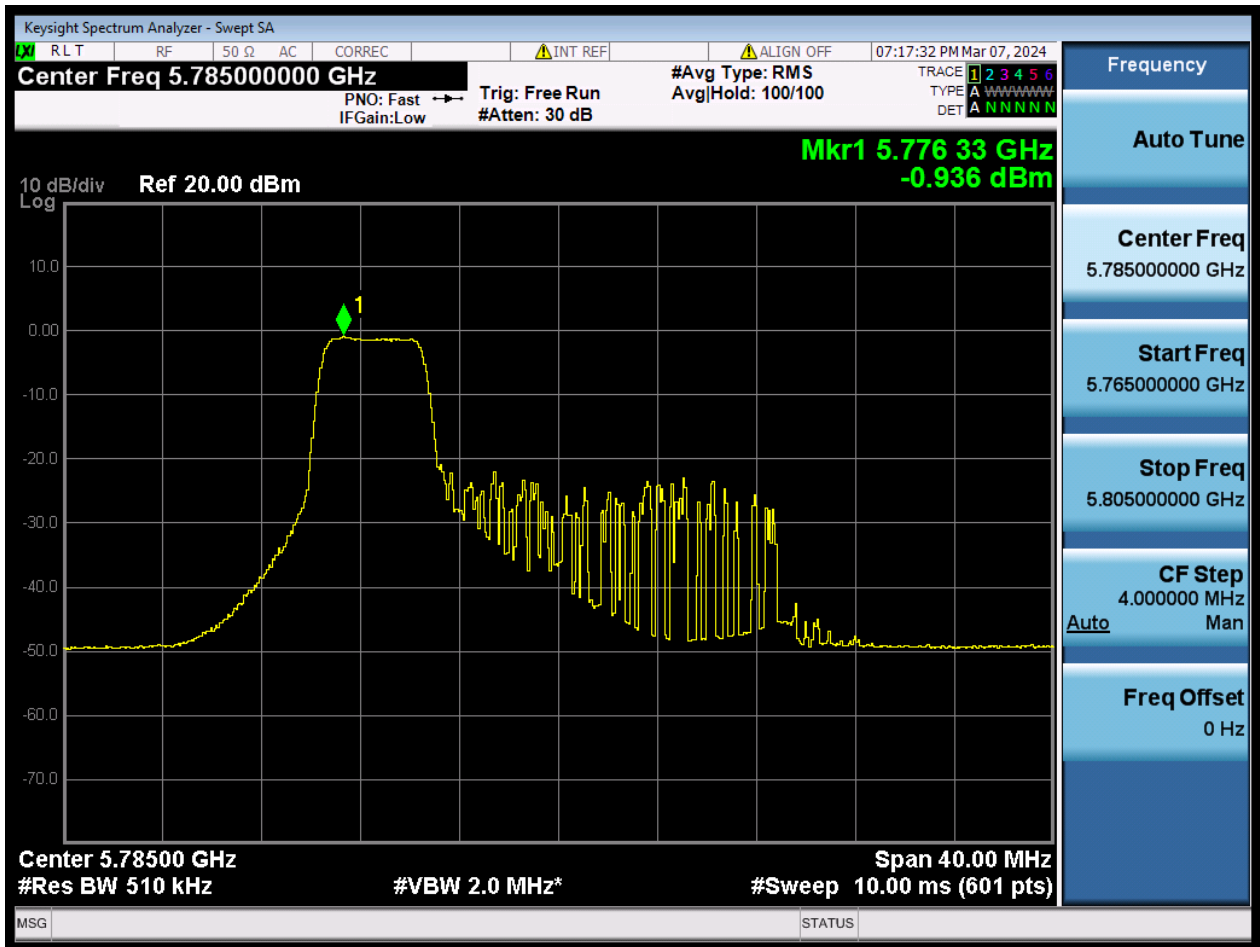 Keysight Spectrum Analyzer - Swept SA
LXI RLT RF 50 Ω AC CORREC INT REF ALIGN OFF 07:17:32 PM Mar 07, 2024
Center Freq 5.785000000 GHz
PNO: Fast
IFGain:Low
Trig: Free Run
#Atten: 30 dB
#Avg Type: RMS
Avg|Hold: 100/100
TRACE 1 2 3 4 5 6
TYPE A WWWWW
DET A N N N N N
Mkr1 5.776 33 GHz
-0.936 dBm
10 dB/div Ref 20.00 dBm
Log
1
10.0
0.00
-10.0
-20.0
-30.0
-40.0
-50.0
-60.0
-70.0
Center 5.78500 GHz Span 40.00 MHz
#Res BW 510 kHz #VBW 2.0 MHz* #Sweep 10.00 ms (601 pts)
MSG STATUS
Frequency
Auto Tune
Center Freq
5.785000000 GHz
Start Freq
5.765000000 GHz
Stop Freq
5.805000000 GHz
CF Step
4.000000 MHz
Auto Man
Freq Offset
0 Hz